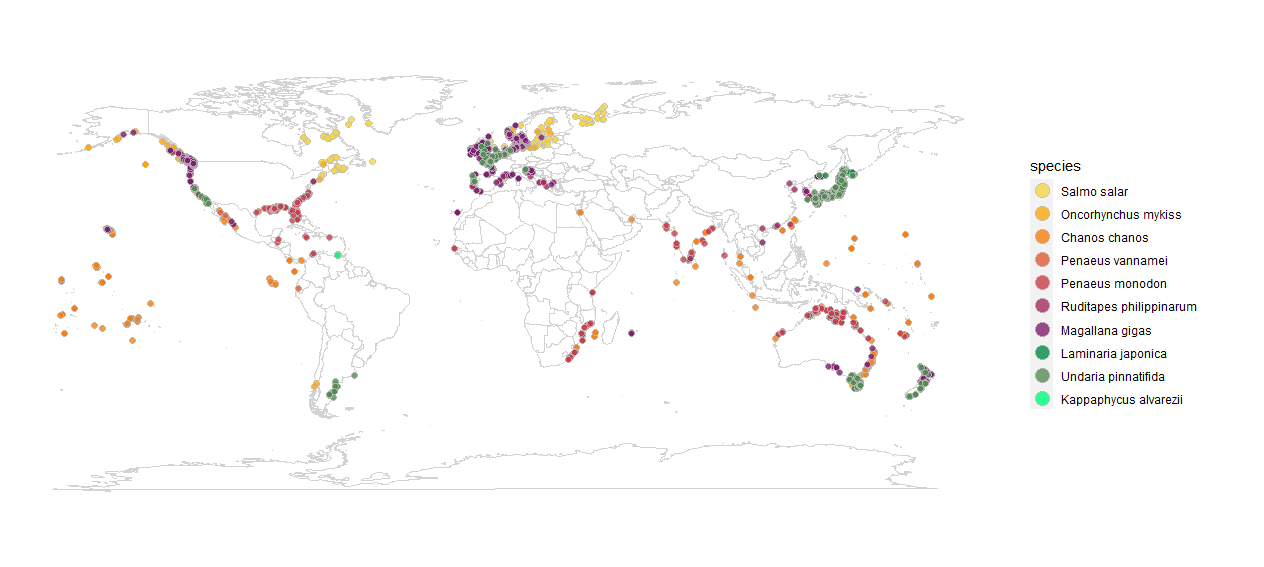 species
Salmo salar
Oncorhynchus mykiss
Chanos chanos
Penaeus vannamei
Penaeus monodon
Ruditapes philippinarum
Magallana gigas
Laminaria japonica
Undaria pinnatifida
Kappaphycus alvarezii